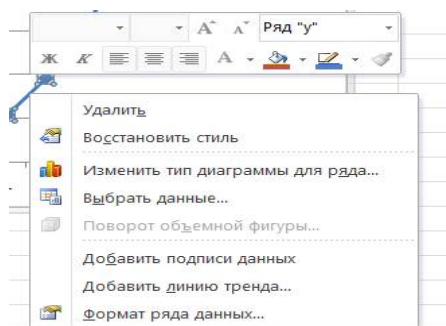 А А Ряд "у"
Ж К А
Удалить
Восстановить стиль
Изменить тип диаграммы для ряда...
Выбрать данные...
Поворот объемной фигуры...
Добавить подписи данных
Добавить линию тренда...
Формат ряда данных...